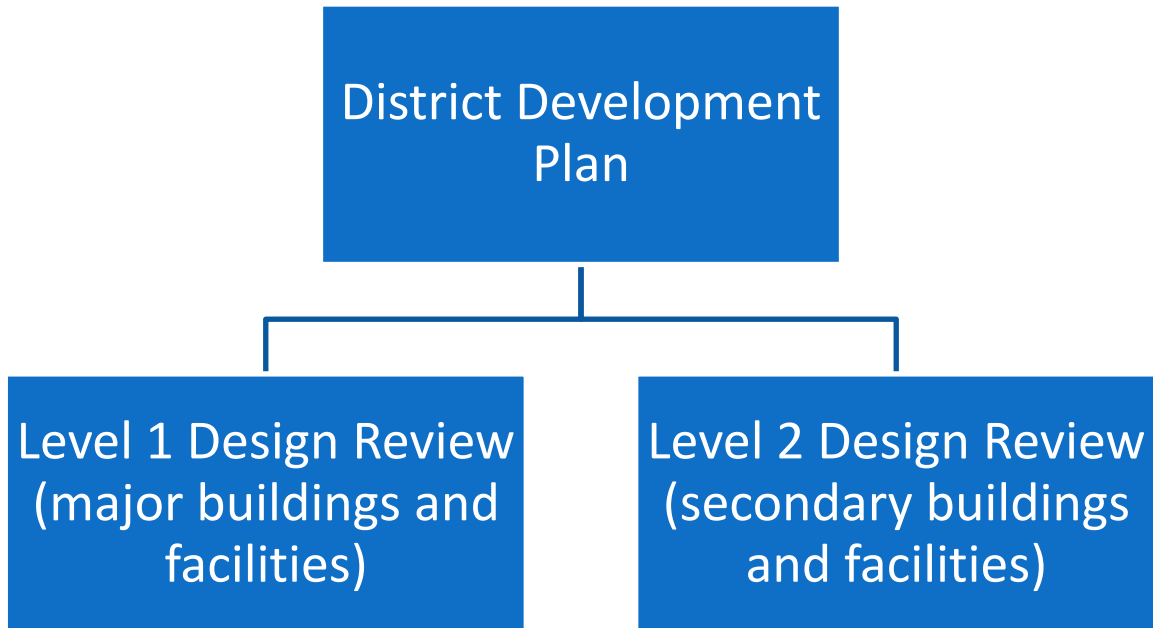 District Development
Plan
Level 1 Design Review
(major buildings and
facilities)
Level 2 Design Review
(secondary buildings
and facilities)